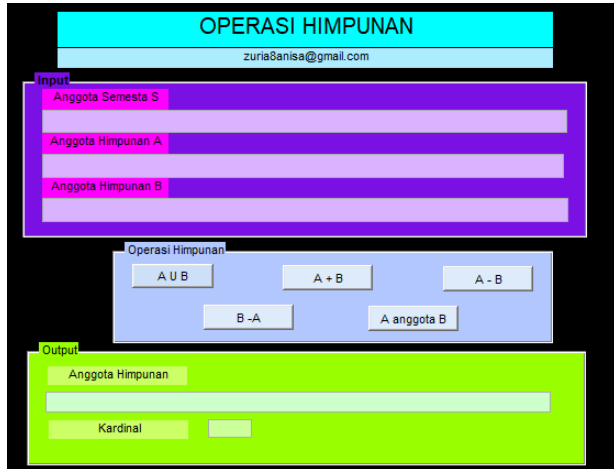 OPERASI HIMPUNAN
zuria8anisa@gmail.com
Input
Anggota Semesta S
Anggota Himpunan A
Anggota Himpunan B
Operasi Himpunan
A U B
A + B
A - B
B -A
A anggota B
Output
Anggota Himpunan
Kardinal